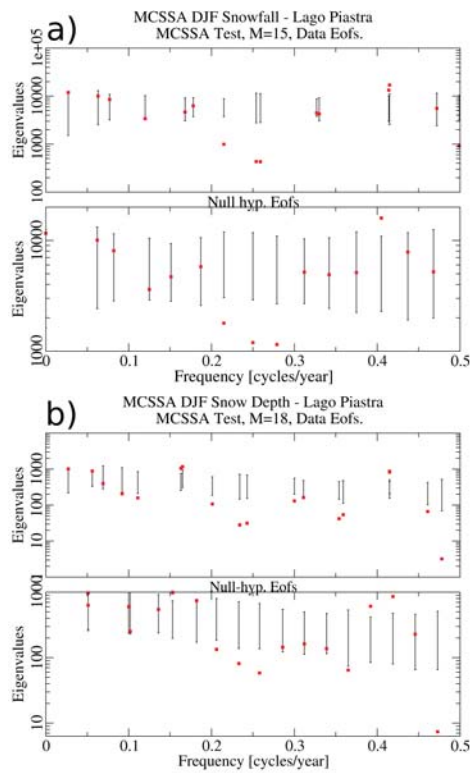 a)
MCSSA DJF Snowfall - Lago Piastra
MCSSA Test, M=15, Data Eofs.
1e+05
10000
1000
100
Eigenvalues
Null hyp. Eofs
10000
1000
Eigenvalues
0 0.1 0.2 0.3 0.4 0.5
Frequency [cycles/year]
b)
MCSSA DJF Snow Depth - Lago Piastra
MCSSA Test, M=18, Data Eofs.
1000
100
10
1
Eigenvalues
Null-hyp. Eofs
1000
100
10
Eigenvalues
0 0.1 0.2 0.3 0.4 0.5
Frequency [cycles/year]